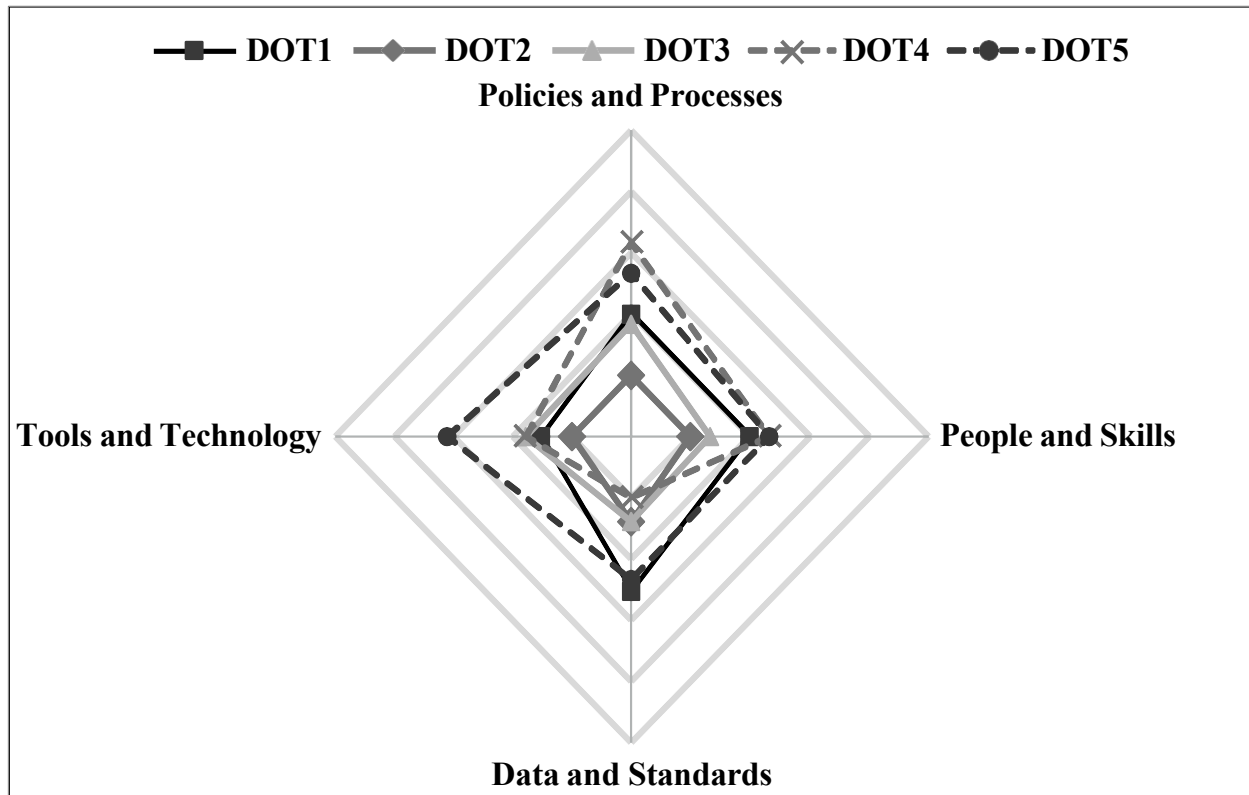 DOT1 DOT2 DOT3 DOT4 DOT5
Policies and Processes
Tools and Technology
People and Skills
Data and Standards